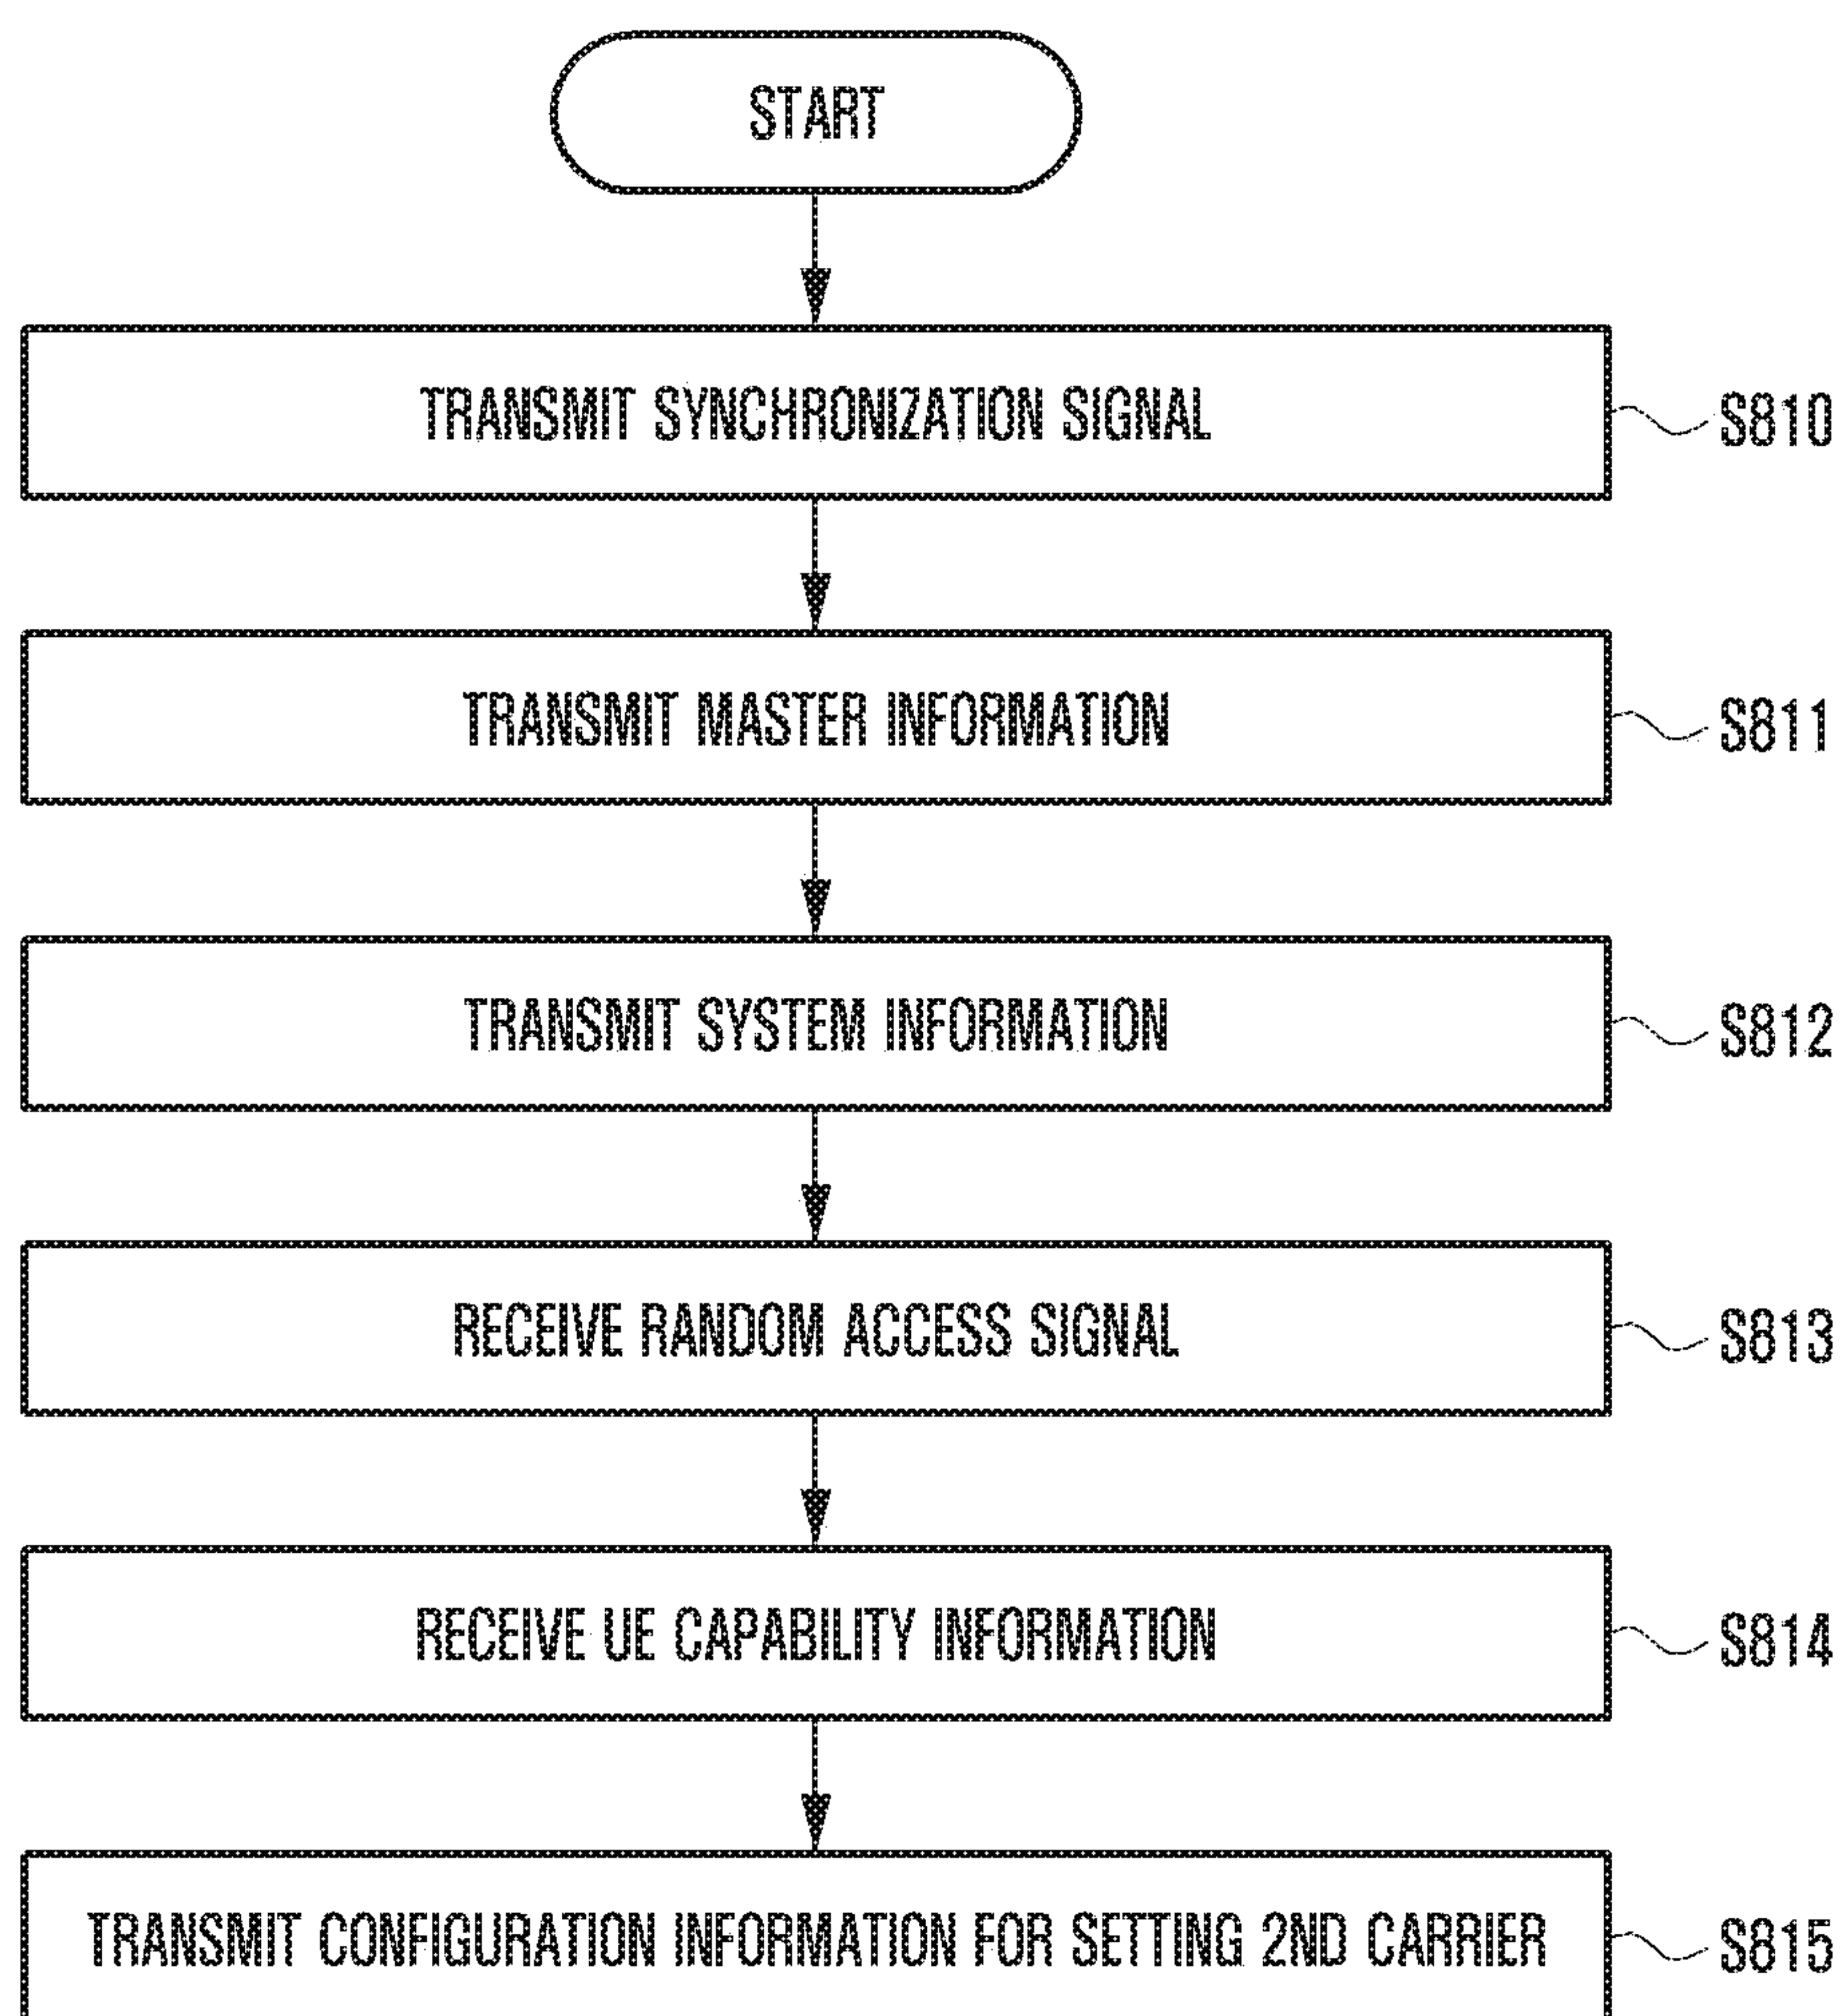 START
TRANSMIT SYNCHRONIZATION SIGNAL
S810
TRANSMIT MASTER INFORMATION
S811
TRANSMIT SYSTEM INFORMATION
S812
RECEIVE RANDOM ACCESS SIGNAL
S813
RECEIVE UE CAPABILITY INFORMATION
S814
TRANSMIT CONFIGURATION INFORMATION FOR SETTING 2ND CARRIER
S815